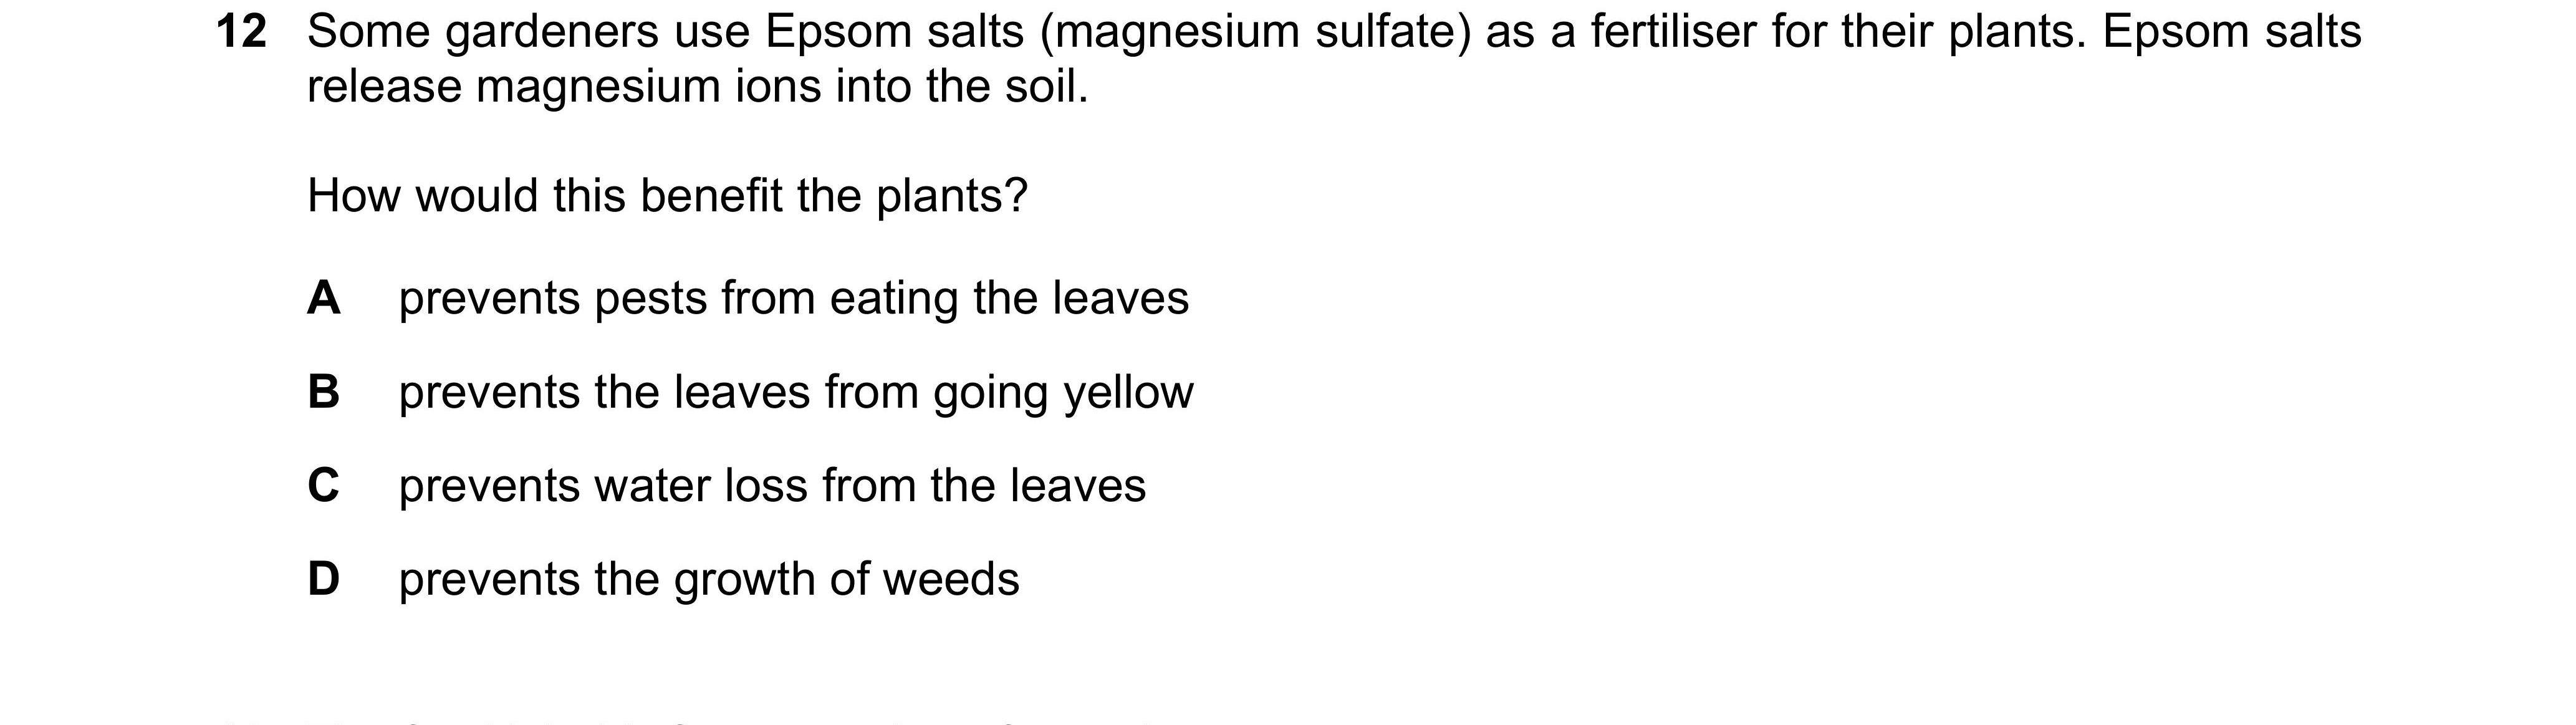 12 Some gardeners use Epsom salts (magnesium sulfate) as a fertiliser for their plants. Epsom salts
release magnesium ions into the soil.
How would this benefit the plants?
A prevents pests from eating the leaves
B prevents the leaves from going yellow
C prevents water loss from the leaves
D prevents the growth of weeds